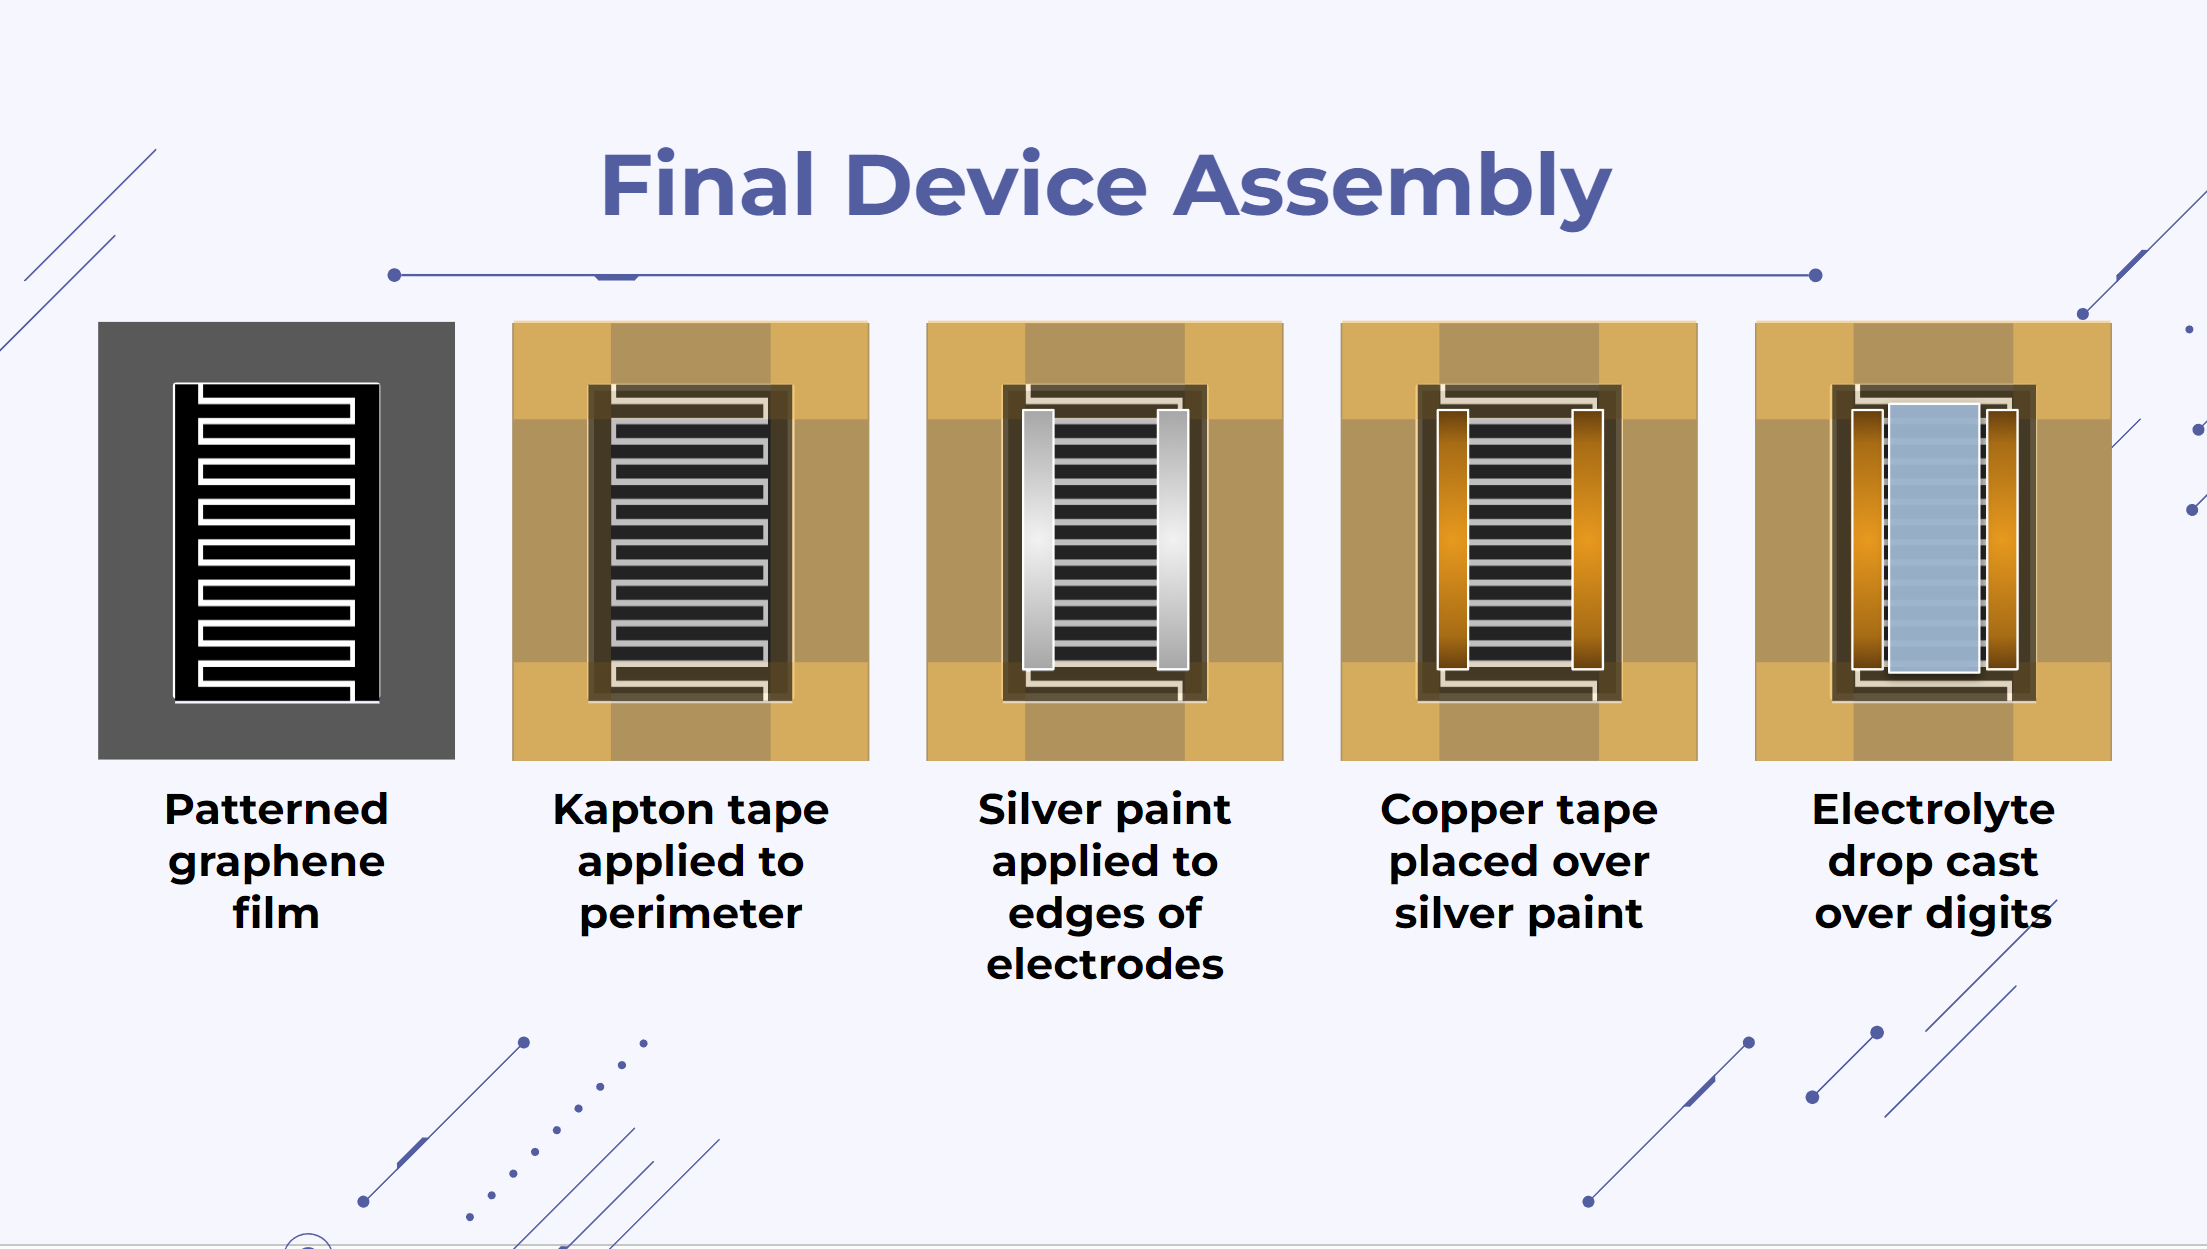 Final Device Assembly
Patterned
graphene
film
Kapton tape
applied to
perimeter
Silver paint
applied to
edges of
electrodes
Copper tape
placed over
silver paint
Electrolyte
drop cast
over digits